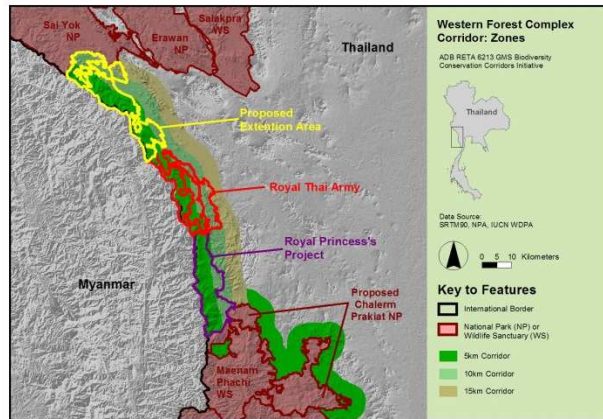 Sai Yok
NP
Erawan
NP
Salakpra
WS
Thailand
Proposed
Extention Area
Royal Thai Army
Royal Princess's
Project
Myanmar
Proposed
Chalerm
Prakiat NP
Maenam
Phachi
WS
Western Forest Complex
Corridor: Zones
ADB RETA 6213 GMS Biodiversity
Conservation Corridors Initiative
Thailand
Data Source:
SRTM90, NPA, IUCN WDPA
0 5 10 Kilometers
Key to Features
International Border
National Park (NP) or
Wildlife Sanctuary (WS)
5km Corridor
10km Corridor
15km Corridor